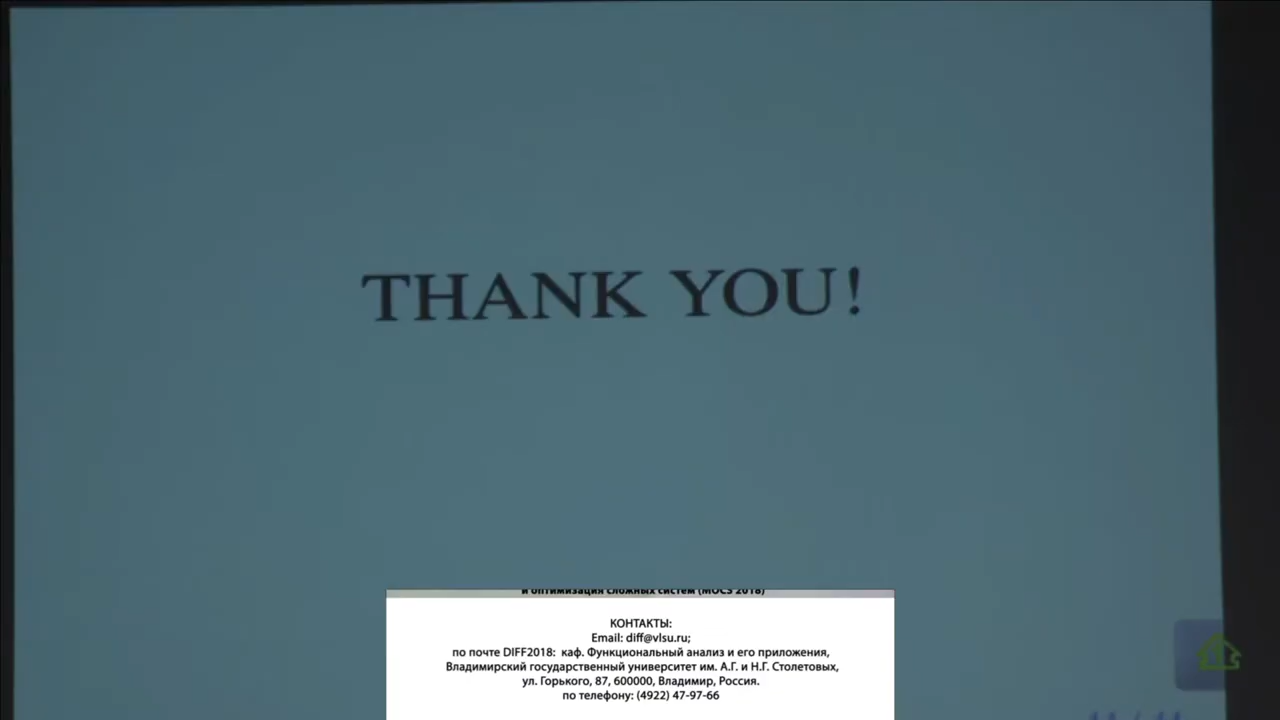 THANK YOU!
и оптимизация сложных систем (MOCS 2018)
КОНТАКТЫ:
Email: diff@vlsu.ru;
по почте DIFF2018: каф. Функциональный анализ и его приложения,
Владимирский государственный университет им. А.Г. и Н.Г. Столетовых,
ул. Горького, 87, 600000, Владимир, Россия.
по телефону: (4922) 47-97-66